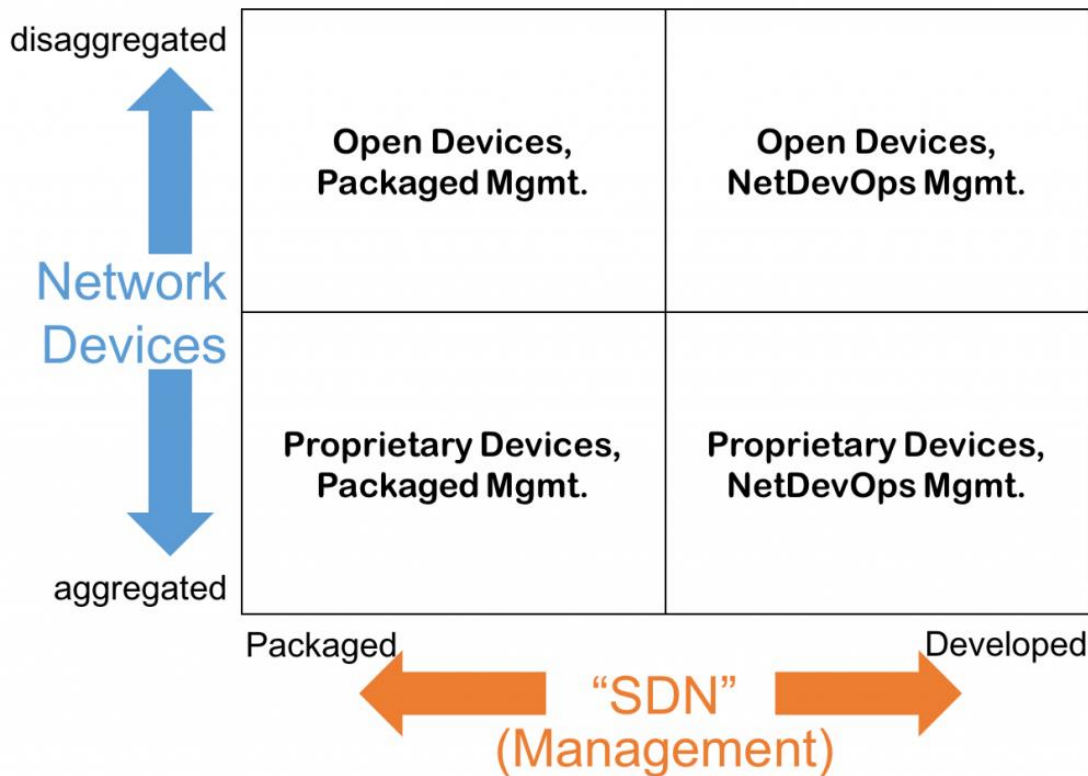 disaggregated
Open Devices,
Packaged Mgmt.
Open Devices,
NetDevOps Mgmt.
Network
Devices
Proprietary Devices,
Packaged Mgmt.
Proprietary Devices,
NetDevOps Mgmt.
aggregated
Packaged
Developed
“SDN”
(Management)